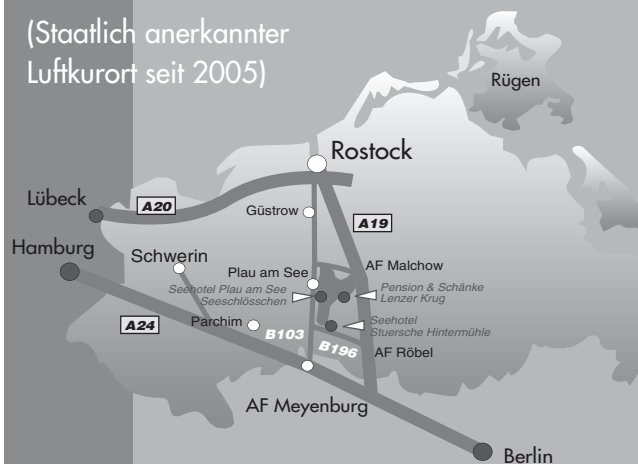 (Staatlich anerkannter
Luftkurort seit 2005)
Rügen
Rostock
Lübeck
A20
Güstrow
A19
Hamburg
Schwerin
Plau am See
AF Malchow
Seehotel Plau am See
Seeschlösschen
Pension & Schänke
Lenzer Krug
A24
Parchim
Seehotel
Stuersche Hintermühle
B103
B196
AF Röbel
AF Meyenburg
Berlin